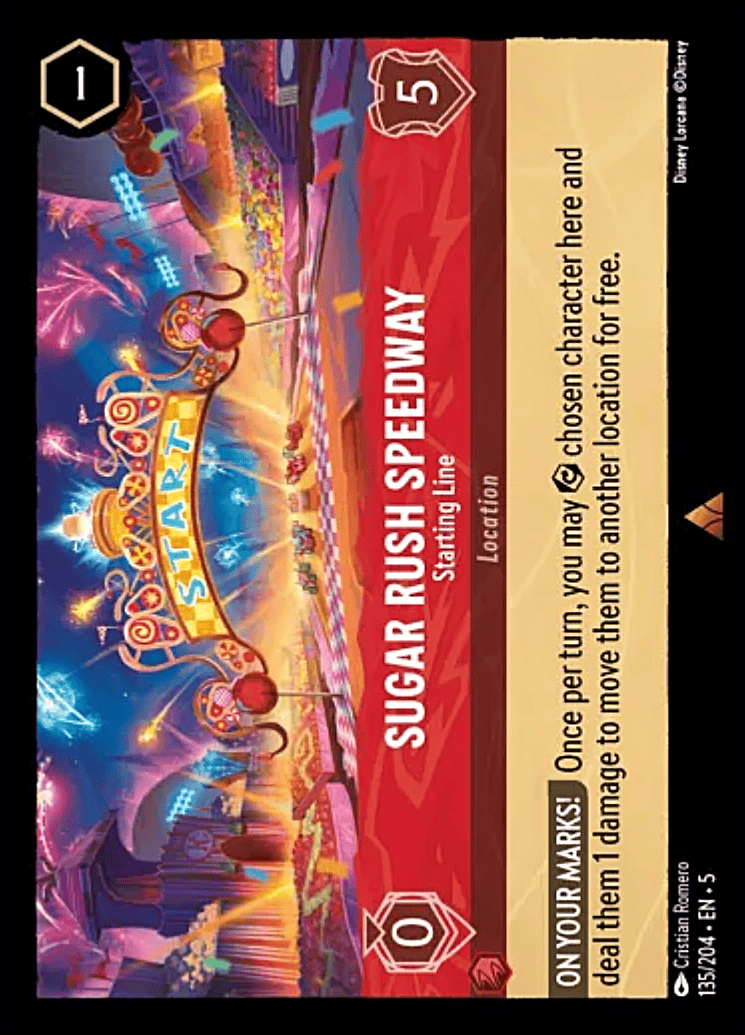 1
START
0
SUGAR RUSH SPEEDWAY
5
Starting Line
Location
ON YOUR MARKS! Once per turn, you may chosen character here and
deal them 1 damage to move them to another location for free.
Cristian Romero
135/204 • EN • 5
Disney Lorcana ©Disney